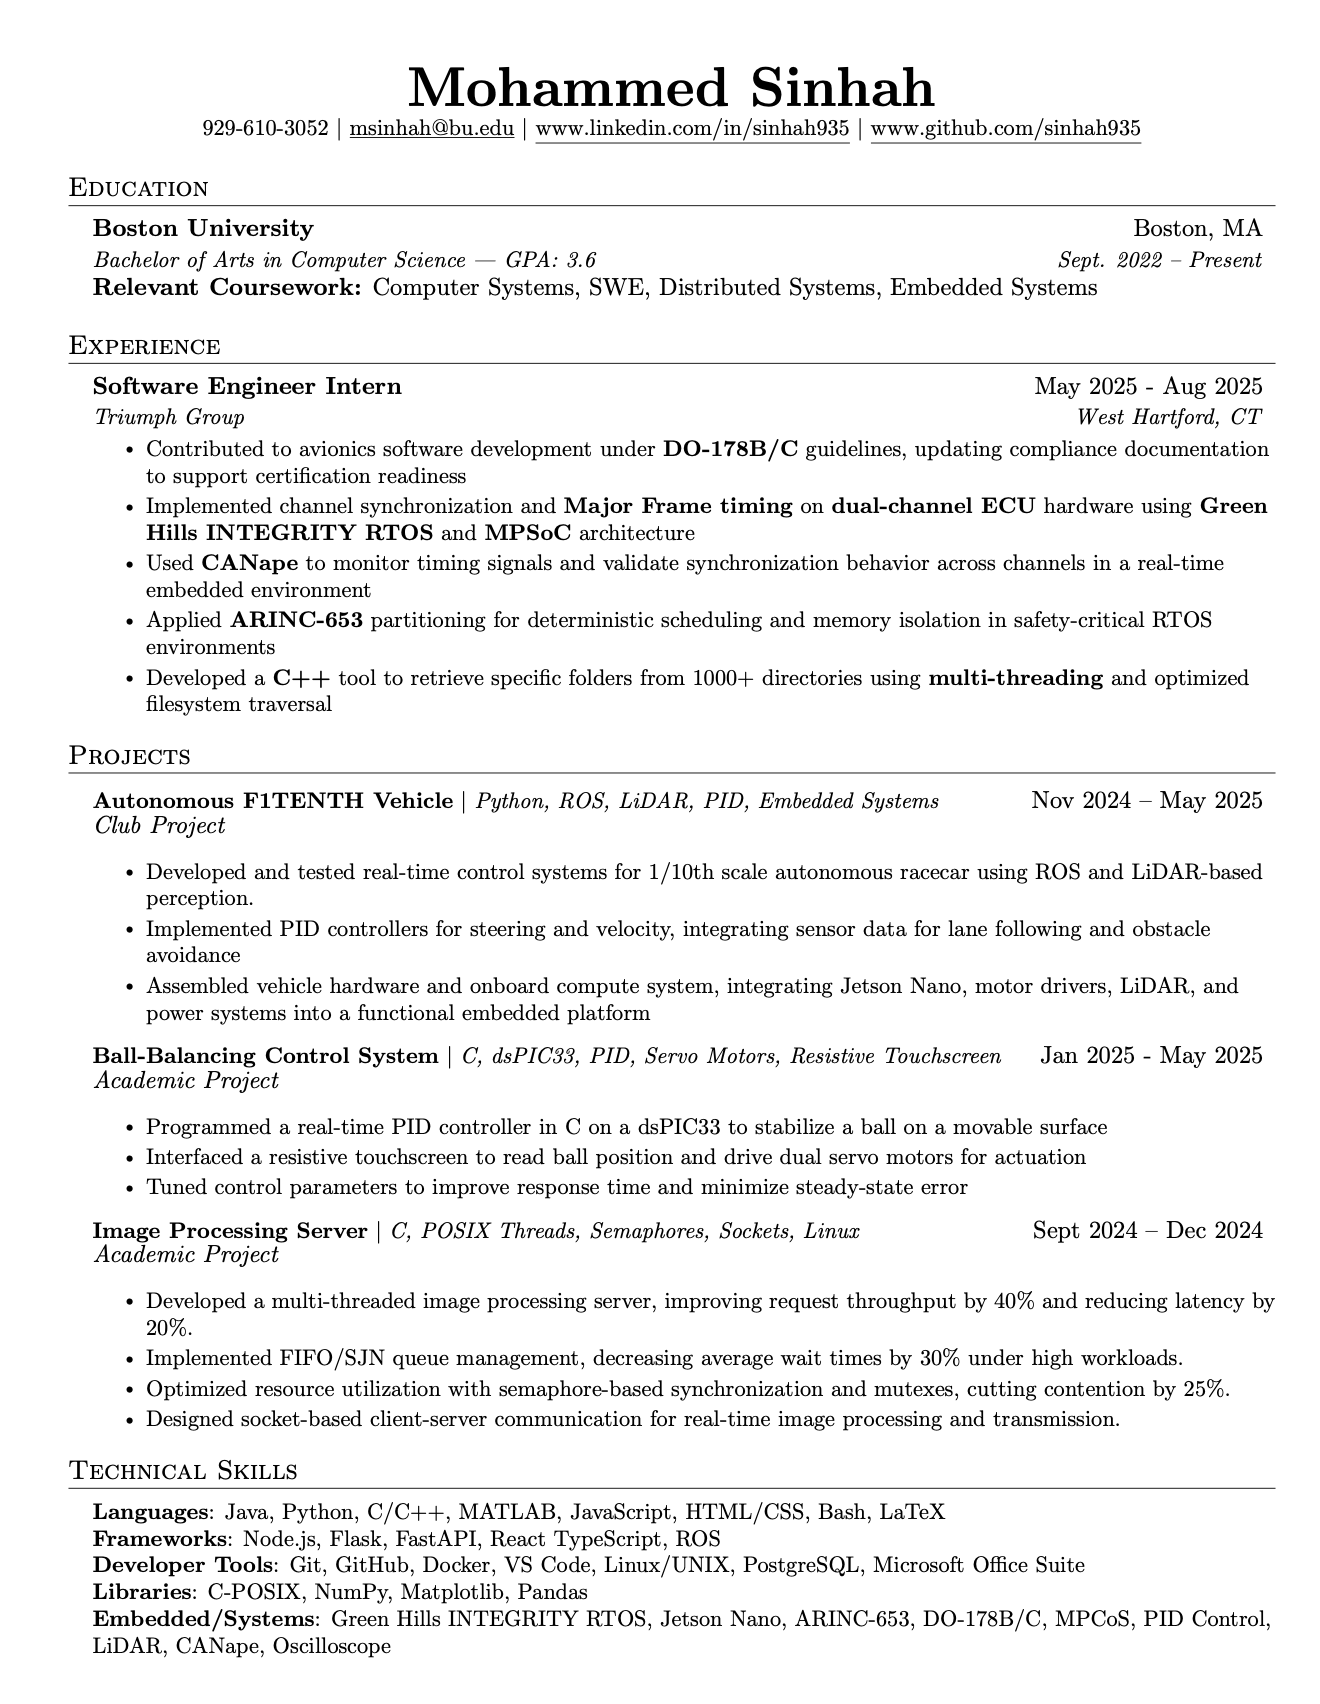 Mohammed Sinhah
929-610-3052 | msinhah@bu.edu | www.linkedin.com/in/sinhah935 | www.github.com/sinhah935
Education
Boston University Boston, MA
Bachelor of Arts in Computer Science — GPA: 3.6 Sept. 2022 – Present
Relevant Coursework: Computer Systems, SWE, Distributed Systems, Embedded Systems
Experience
Software Engineer Intern May 2025 - Aug 2025
Triumph Group West Hartford, CT
• Contributed to avionics software development under DO-178B/C guidelines, updating compliance documentation
to support certification readiness
• Implemented channel synchronization and Major Frame timing on dual-channel ECU hardware using Green
Hills INTEGRITY RTOS and MPSoC architecture
• Used CANape to monitor timing signals and validate synchronization behavior across channels in a real-time
embedded environment
• Applied ARINC-653 partitioning for deterministic scheduling and memory isolation in safety-critical RTOS
environments
• Developed a C++ tool to retrieve specific folders from 1000+ directories using multi-threading and optimized
filesystem traversal
Projects
Autonomous F1TENTH Vehicle | Python, ROS, LiDAR, PID, Embedded Systems Nov 2024 – May 2025
Club Project
• Developed and tested real-time control systems for 1/10th scale autonomous racecar using ROS and LiDAR-based
perception.
• Implemented PID controllers for steering and velocity, integrating sensor data for lane following and obstacle
avoidance
• Assembled vehicle hardware and onboard compute system, integrating Jetson Nano, motor drivers, LiDAR, and
power systems into a functional embedded platform
Ball-Balancing Control System | C, dsPIC33, PID, Servo Motors, Resistive Touchscreen Jan 2025 - May 2025
Academic Project
• Programmed a real-time PID controller in C on a dsPIC33 to stabilize a ball on a movable surface
• Interfaced a resistive touchscreen to read ball position and drive dual servo motors for actuation
• Tuned control parameters to improve response time and minimize steady-state error
Image Processing Server | C, POSIX Threads, Semaphores, Sockets, Linux Sept 2024 – Dec 2024
Academic Project
• Developed a multi-threaded image processing server, improving request throughput by 40% and reducing latency by
20%.
• Implemented FIFO/SJN queue management, decreasing average wait times by 30% under high workloads.
• Optimized resource utilization with semaphore-based synchronization and mutexes, cutting contention by 25%.
• Designed socket-based client-server communication for real-time image processing and transmission.
Technical Skills
Languages: Java, Python, C/C++, MATLAB, JavaScript, HTML/CSS, Bash, LaTeX
Frameworks: Node.js, Flask, FastAPI, React TypeScript, ROS
Developer Tools: Git, GitHub, Docker, VS Code, Linux/UNIX, PostgreSQL, Microsoft Office Suite
Libraries: C-POSIX, NumPy, Matplotlib, Pandas
Embedded/Systems: Green Hills INTEGRITY RTOS, Jetson Nano, ARINC-653, DO-178B/C, MPCoS, PID Control,
LiDAR, CANape, Oscilloscope